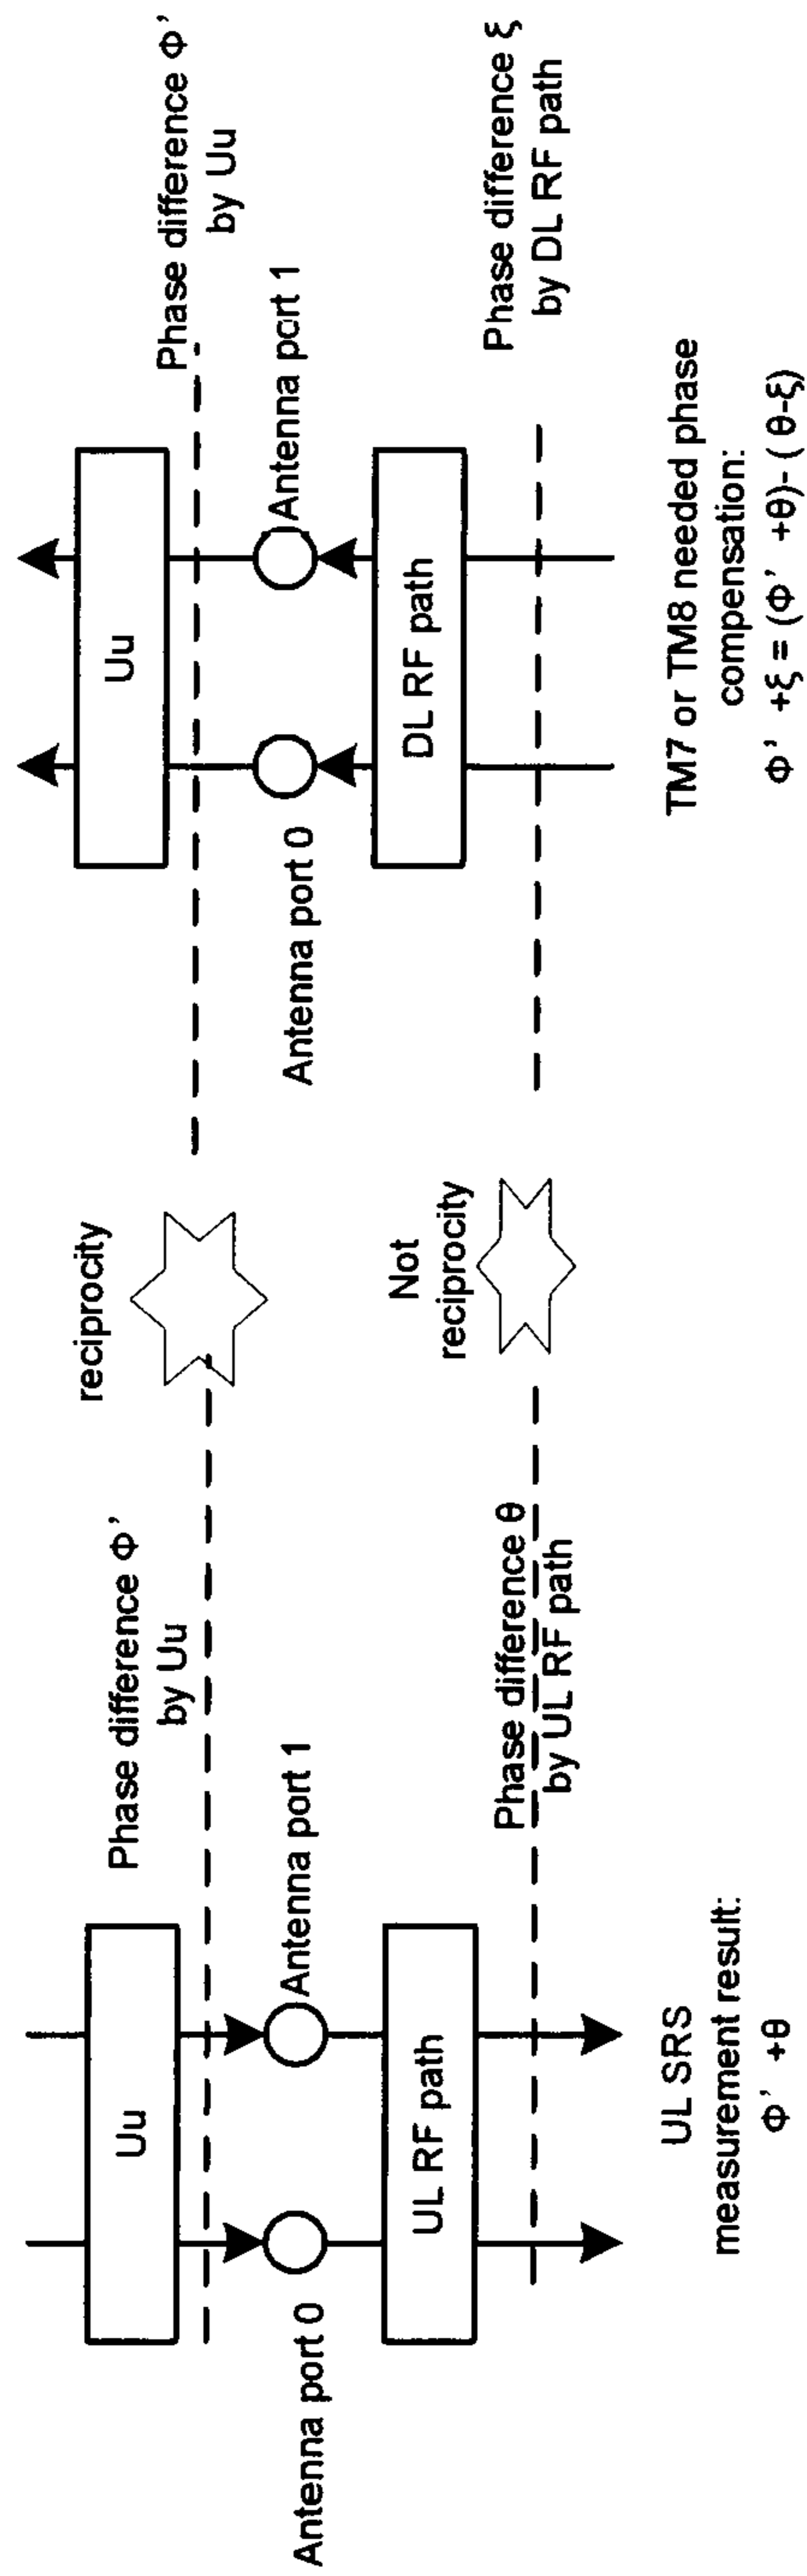 Uu
Phase difference Φ'
by Uu
Antenna port 0
Antenna port 1
UL RF path
Phase difference θ
by UL RF path
UL SRS
measurement result:
Φ' +θ
reciprocity
Not
reciprocity
Uu
Phase difference Φ'
by Uu
Antenna port 0
Antenna port 1
DL RF path
Phase difference ξ
by DL RF path
TM7 or TM8 needed phase
compensation:
Φ' +ξ = (Φ' +θ)- ( θ-ξ)